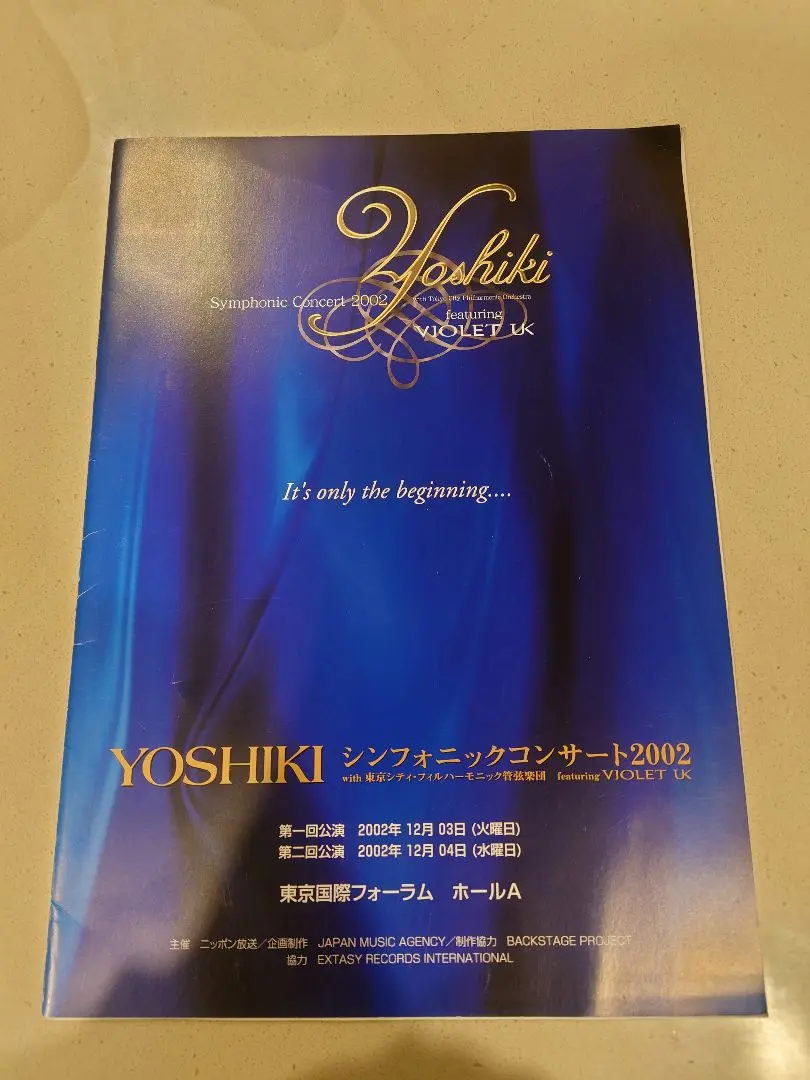 Yoshiki
Symphonic Concert 2002
with Tokyo City Philharmonic Orchestra
featuring
VIOLET UK
It's only the beginning....
YOSHIKI シンフォニックコンサート2002
with 東京シティ・フィルハーモニック管弦楽団 featuring VIOLET UK
第一回公演 2002年 12月 03日 (火曜日)
第二回公演 2002年 12月 04日 (水曜日)
東京国際フォーラム ホールA
主催 ニッポン放送／企画制作 JAPAN MUSIC AGENCY／制作協力 BACKSTAGE PROJECT
協力 EXTASY RECORDS INTERNATIONAL